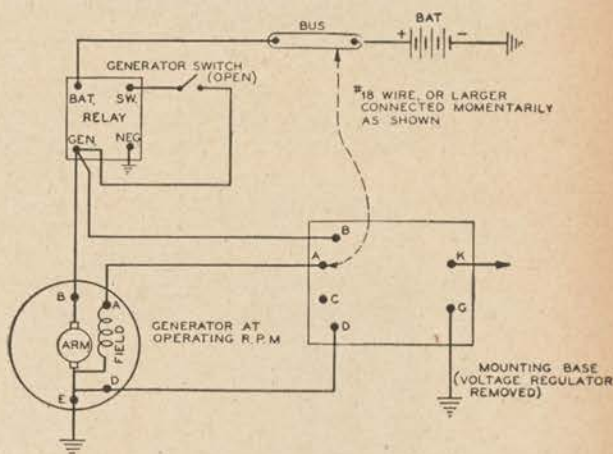 BUS
BAT
+ -
GENERATOR SWITCH
(OPEN)
#18 WIRE, OR LARGER
CONNECTED MOMENTARILY
AS SHOWN
BAT. SW.
RELAY
GEN. NEG
B
A K
C
D G
B A
ARM FIELD
E D
GENERATOR AT
OPERATING R.P.M
MOUNTING BASE
(VOLTAGE REGULATOR
REMOVED)